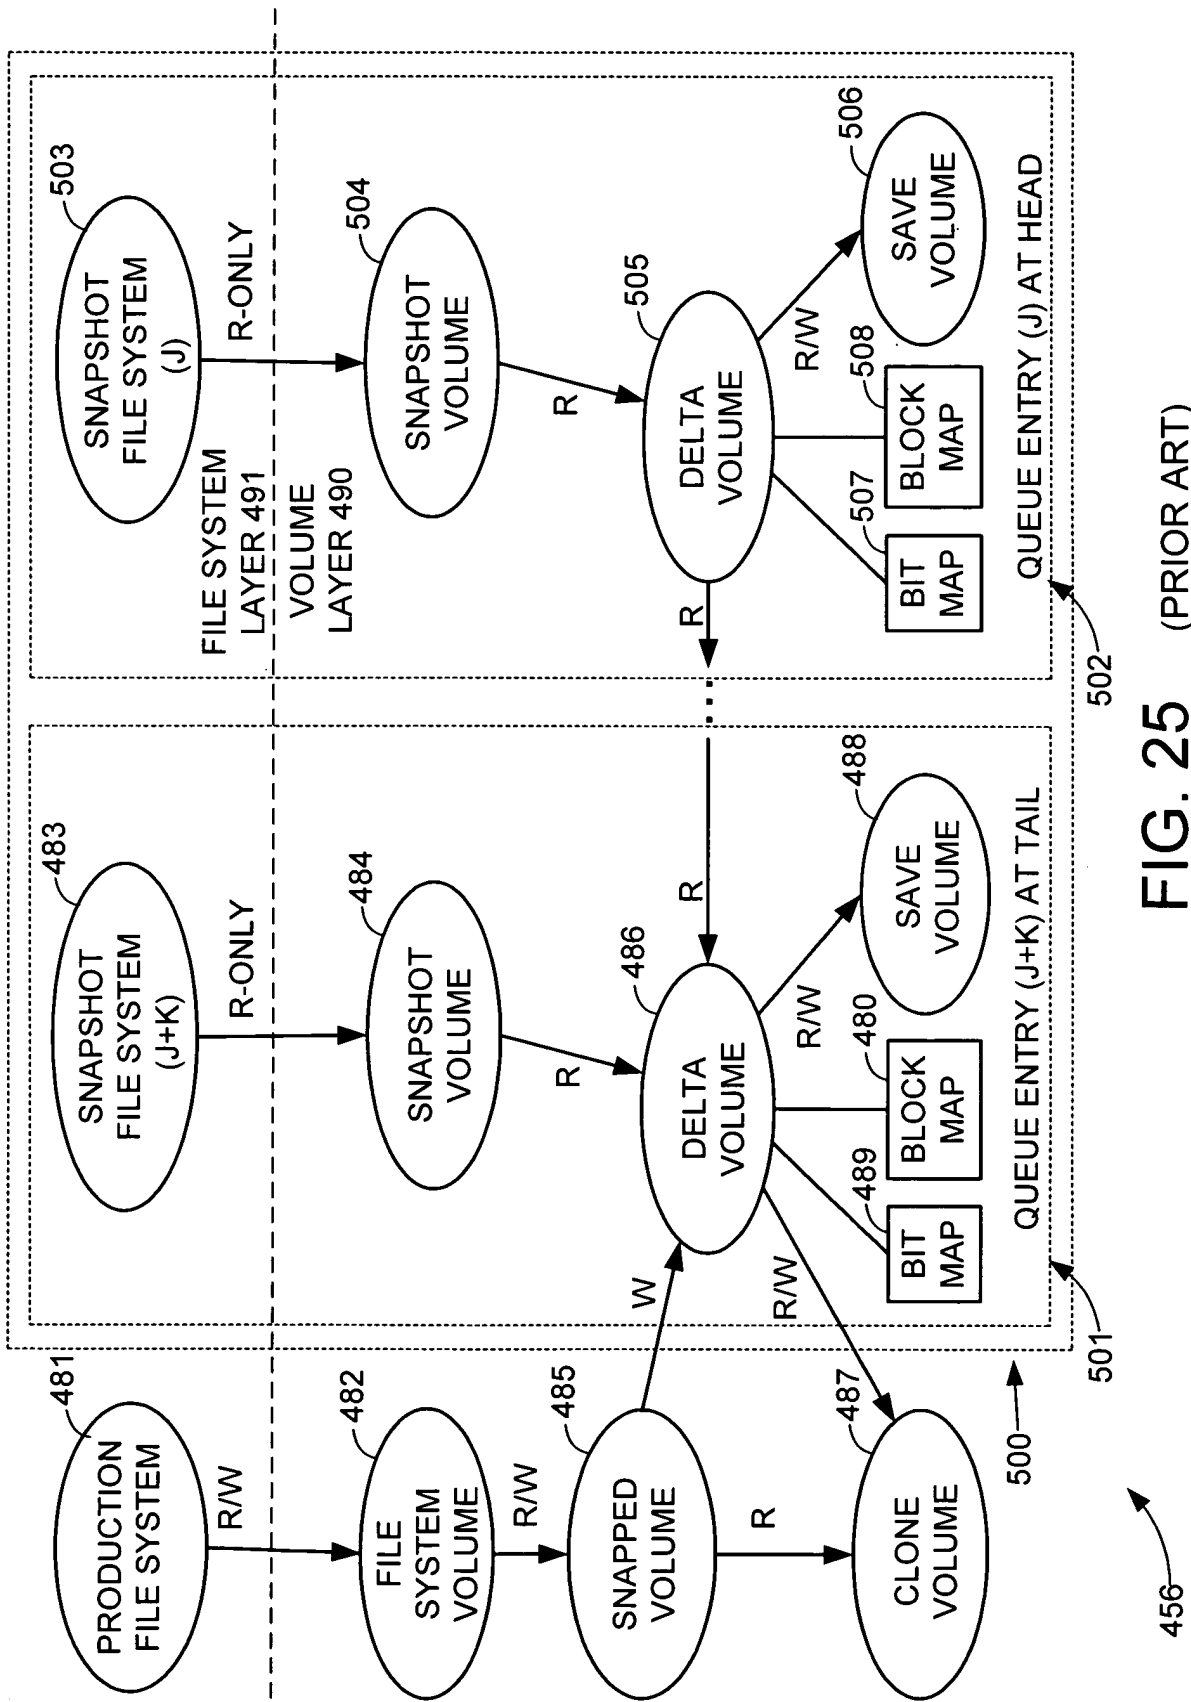 PRODUCTION
FILE SYSTEM
481
R/W
FILE
SYSTEM
VOLUME
482
R/W
SNAPPED
VOLUME
485
W
R
CLONE
VOLUME
487
R/W
SNAPSHOT
FILE SYSTEM
(J+K)
483
R-ONLY
SNAPSHOT
VOLUME
484
R
DELTA
VOLUME
486
R
R/W
SAVE
VOLUME
488
BIT
MAP
489
BLOCK
MAP
480
QUEUE ENTRY (J+K) AT TAIL
501
500
456
SNAPSHOT
FILE SYSTEM
(J)
503
R-ONLY
FILE SYSTEM
LAYER 491
VOLUME
LAYER 490
SNAPSHOT
VOLUME
504
R
DELTA
VOLUME
505
R
R/W
SAVE
VOLUME
506
BIT
MAP
507
BLOCK
MAP
508
QUEUE ENTRY (J) AT HEAD
502
FIG. 25 (PRIOR ART)